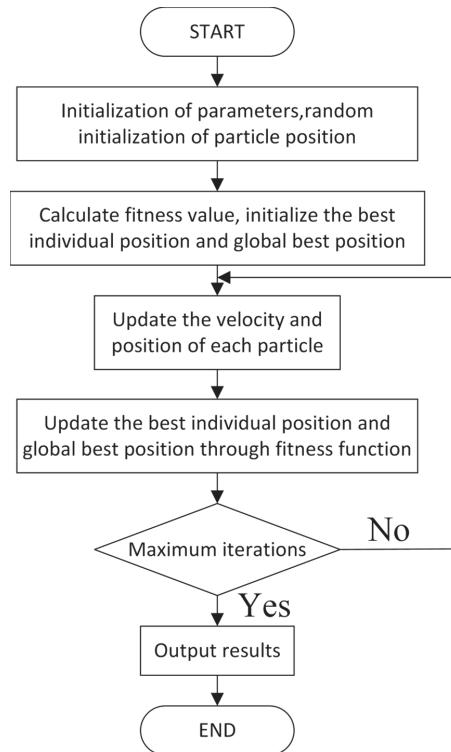 START
Initialization of parameters,random
initialization of particle position
Calculate fitness value, initialize the best
individual position and global best position
Update the velocity and
position of each particle
Update the best individual position and
global best position through fitness function
Maximum iterations
No
Yes
Output results
END